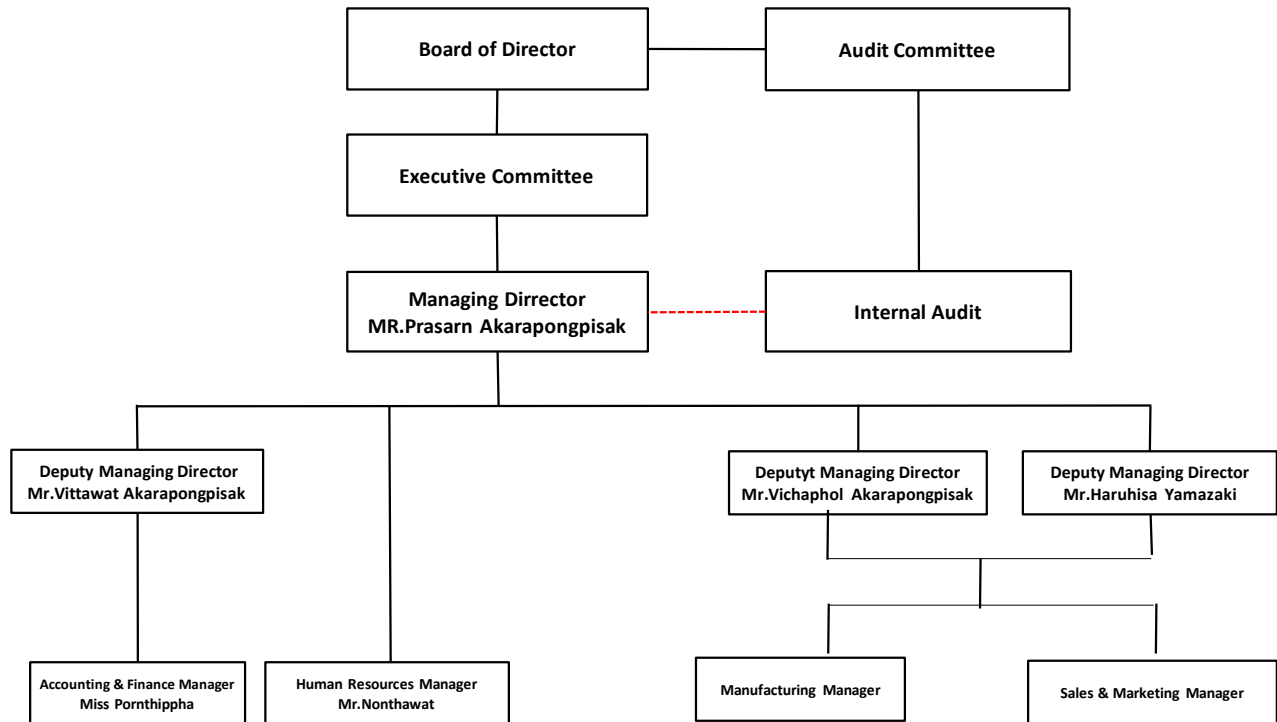 Board of Director
Audit Committee
Executive Committee
Managing Dirrector
MR.Prasarn Akarapongpisak
Internal Audit
Deputy Managing Director
Mr.Vittawat Akarapongpisak
Deputyt Managing Director
Mr.Vichaphol Akarapongpisak
Deputy Managing Director
Mr.Haruhisa Yamazaki
Accounting & Finance Manager
Miss Pornthippha
Human Resources Manager
Mr.Nonthawat
Manufacturing Manager
Sales & Marketing Manager